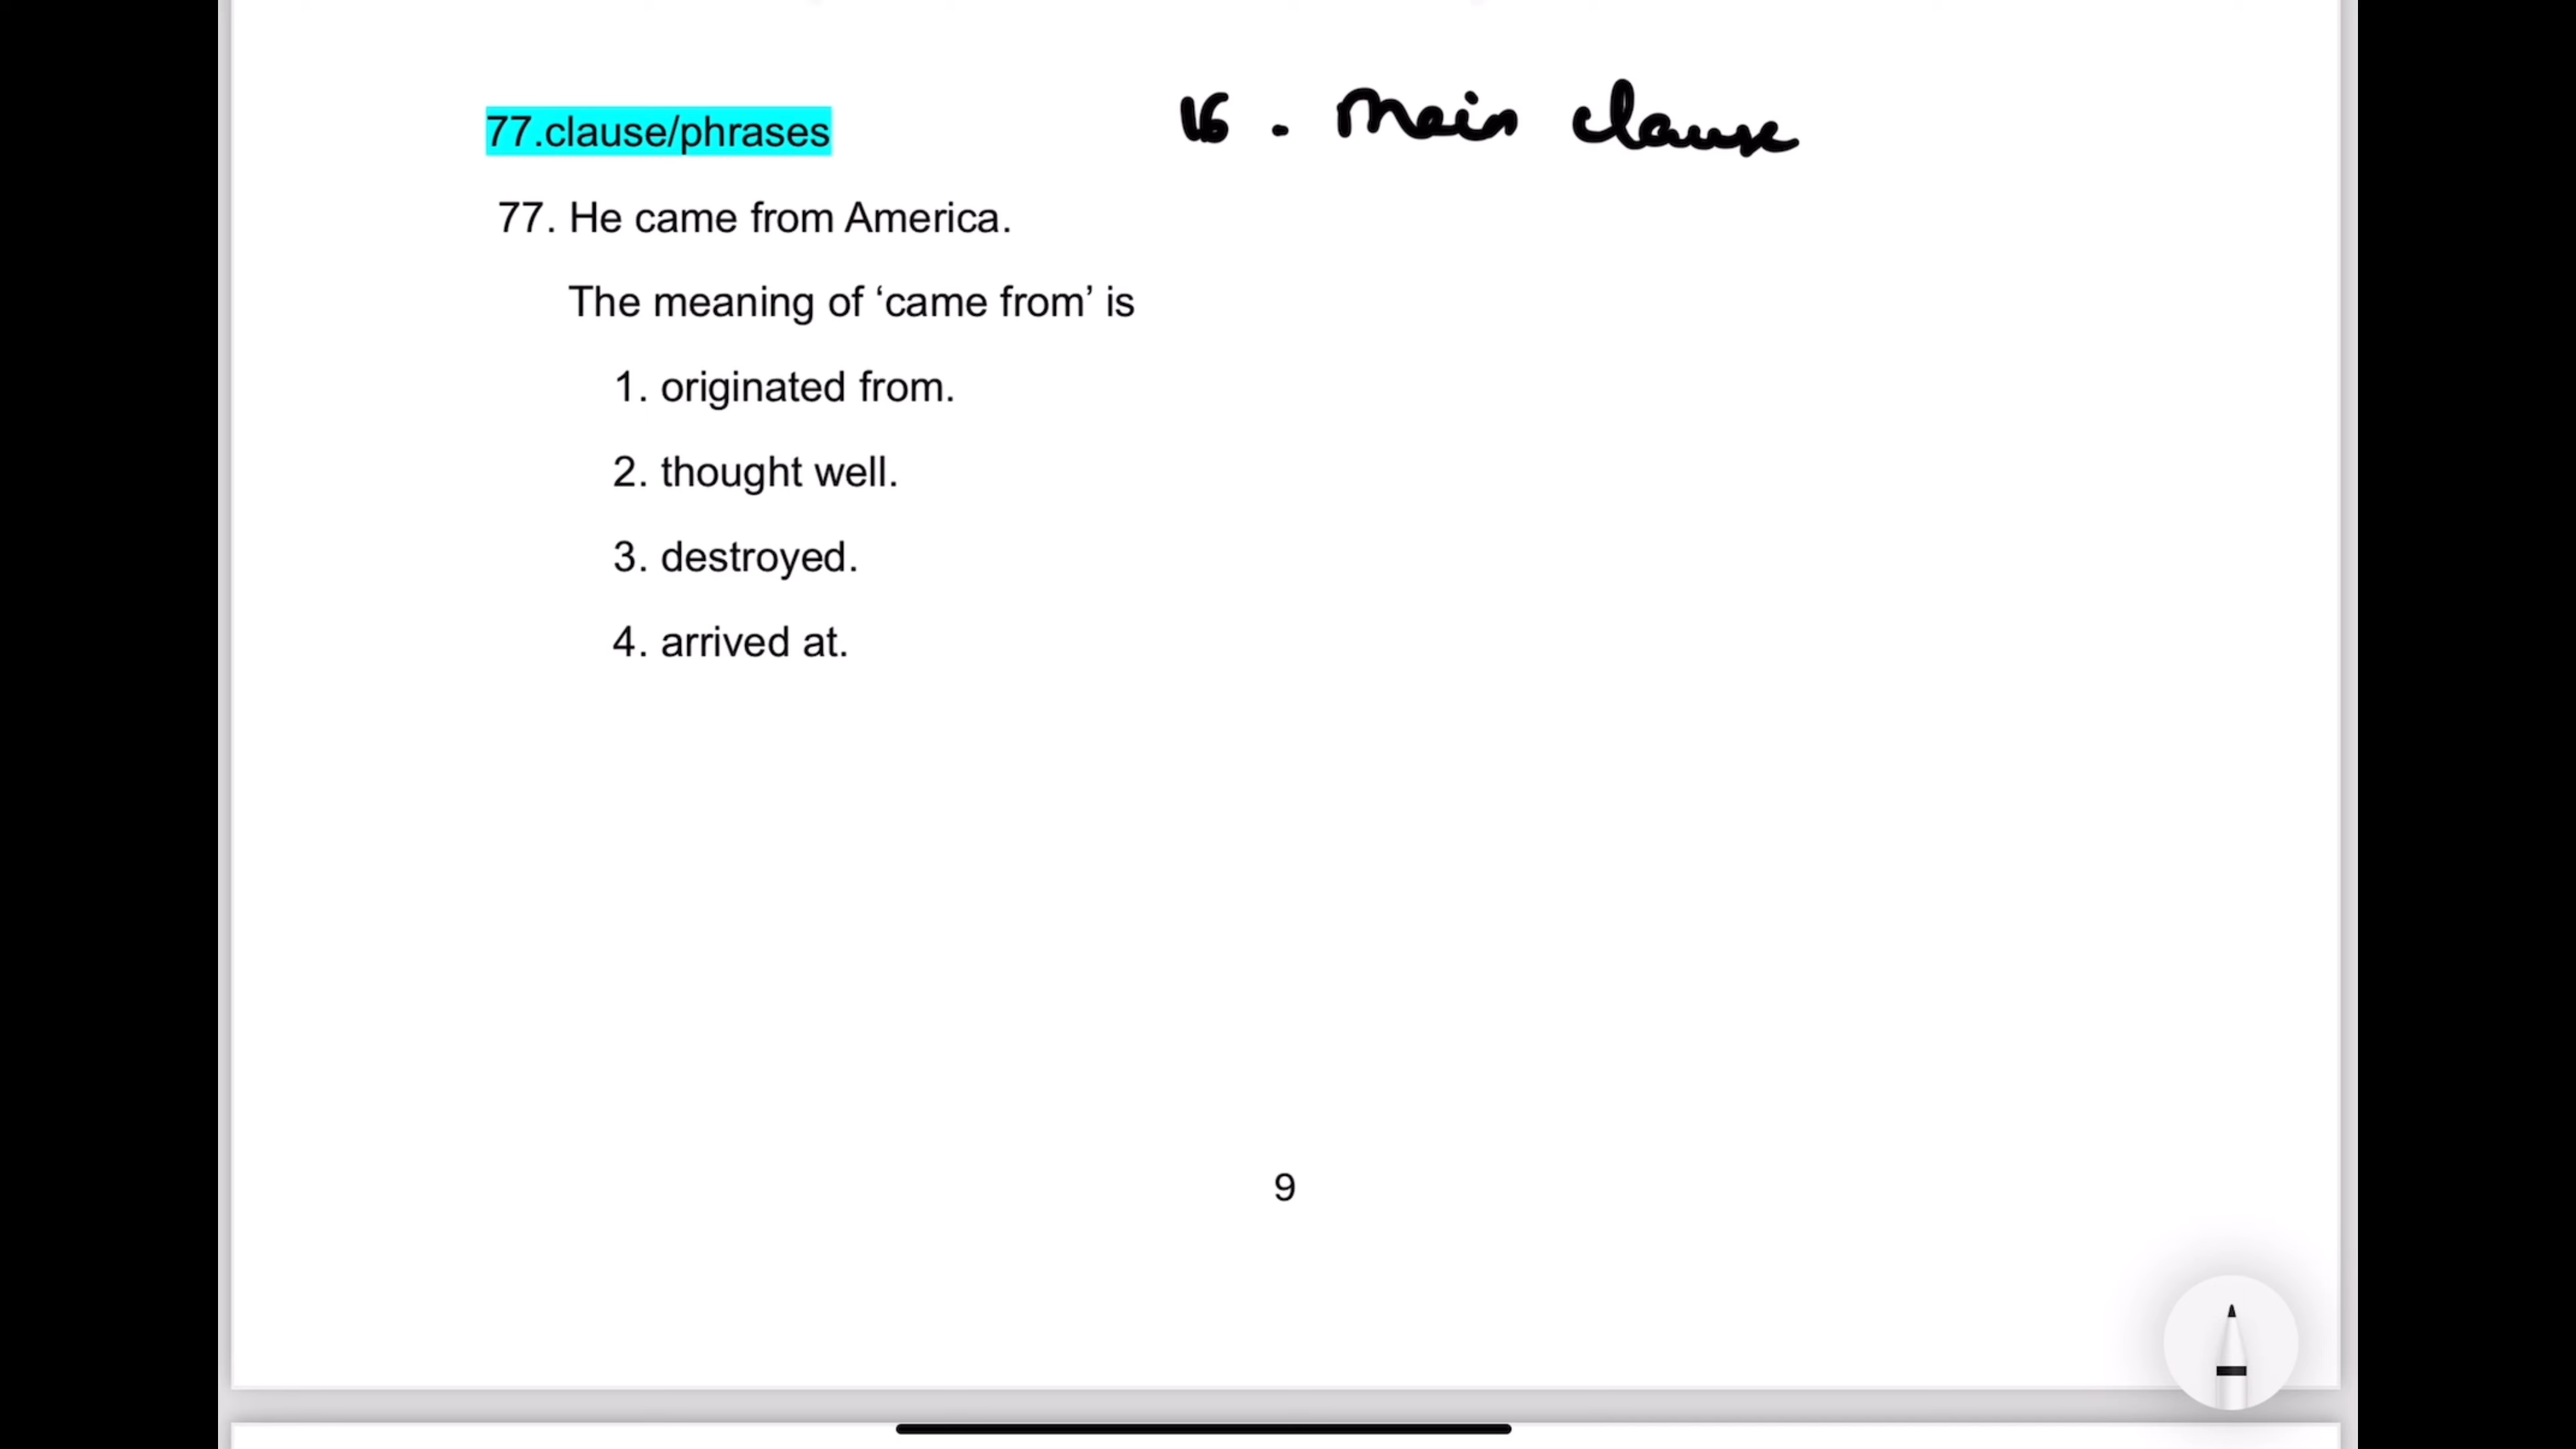 77.clause/phrases
16. Main clause
77. He came from America.
The meaning of ‘came from’ is
1. originated from.
2. thought well.
3. destroyed.
4. arrived at.
9